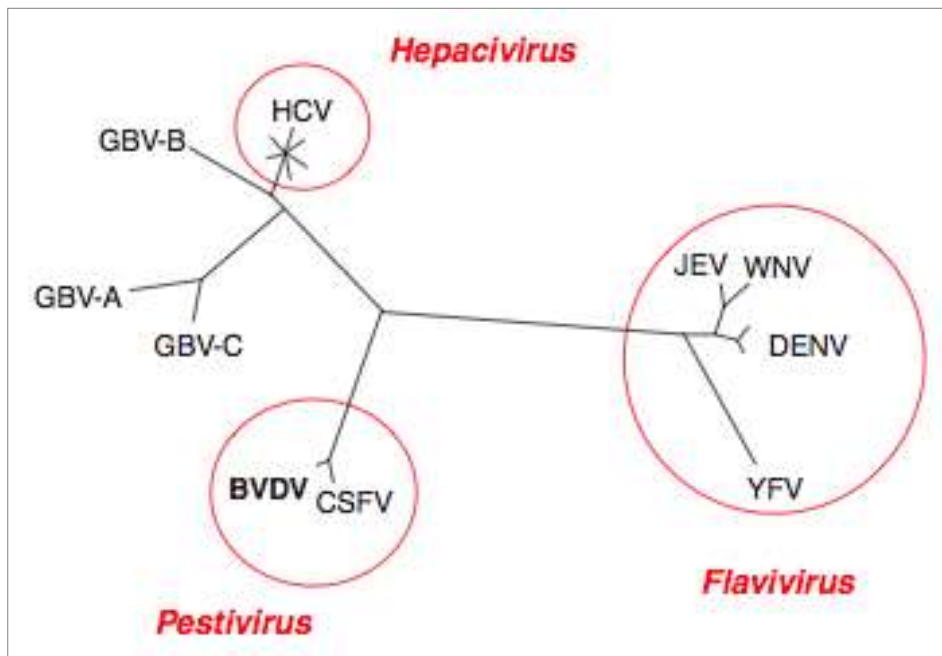 Hepacivirus
HCV
GBV-B
GBV-A
GBV-C
JEV WNV
DENV
YFV
BVDV
CSFV
Flavivirus
Pestivirus